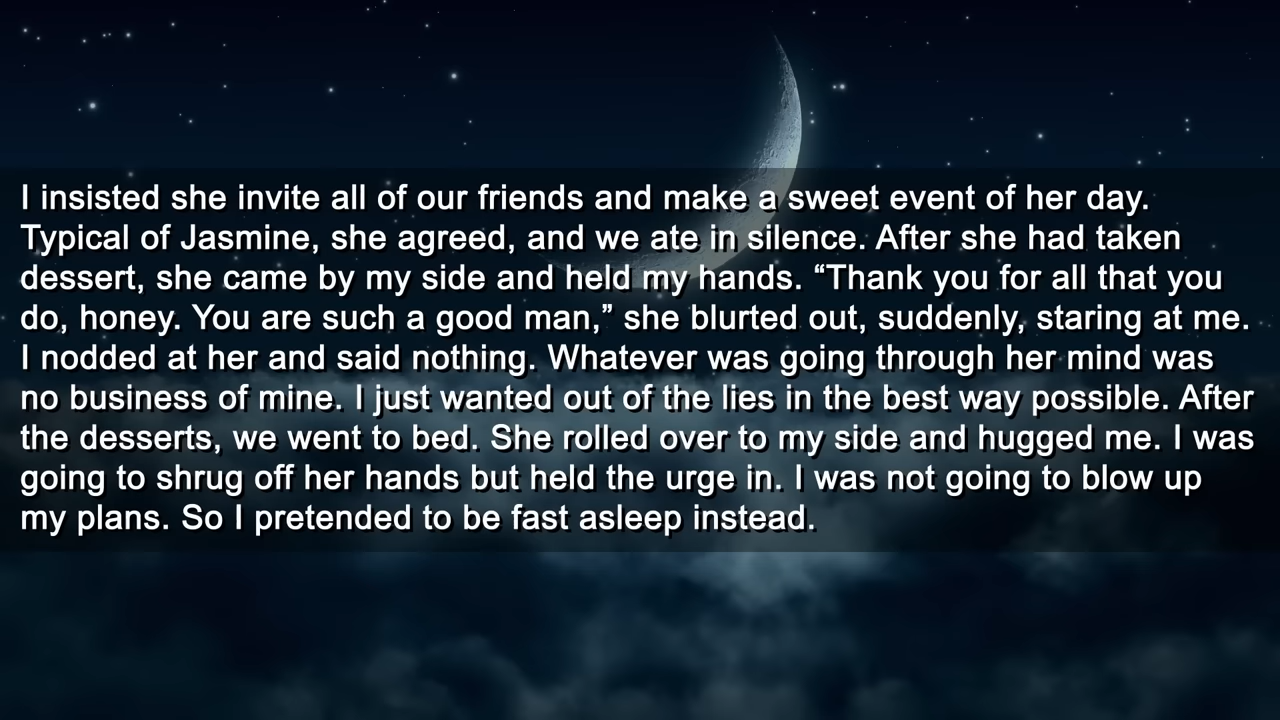 I insisted she invite all of our friends and make a sweet event of her day.
Typical of Jasmine, she agreed, and we ate in silence. After she had taken
dessert, she came by my side and held my hands. “Thank you for all that you
do, honey. You are such a good man,” she blurted out, suddenly, staring at me.
I nodded at her and said nothing. Whatever was going through her mind was
no business of mine. I just wanted out of the lies in the best way possible. After
the desserts, we went to bed. She rolled over to my side and hugged me. I was
going to shrug off her hands but held the urge in. I was not going to blow up
my plans. So I pretended to be fast asleep instead.